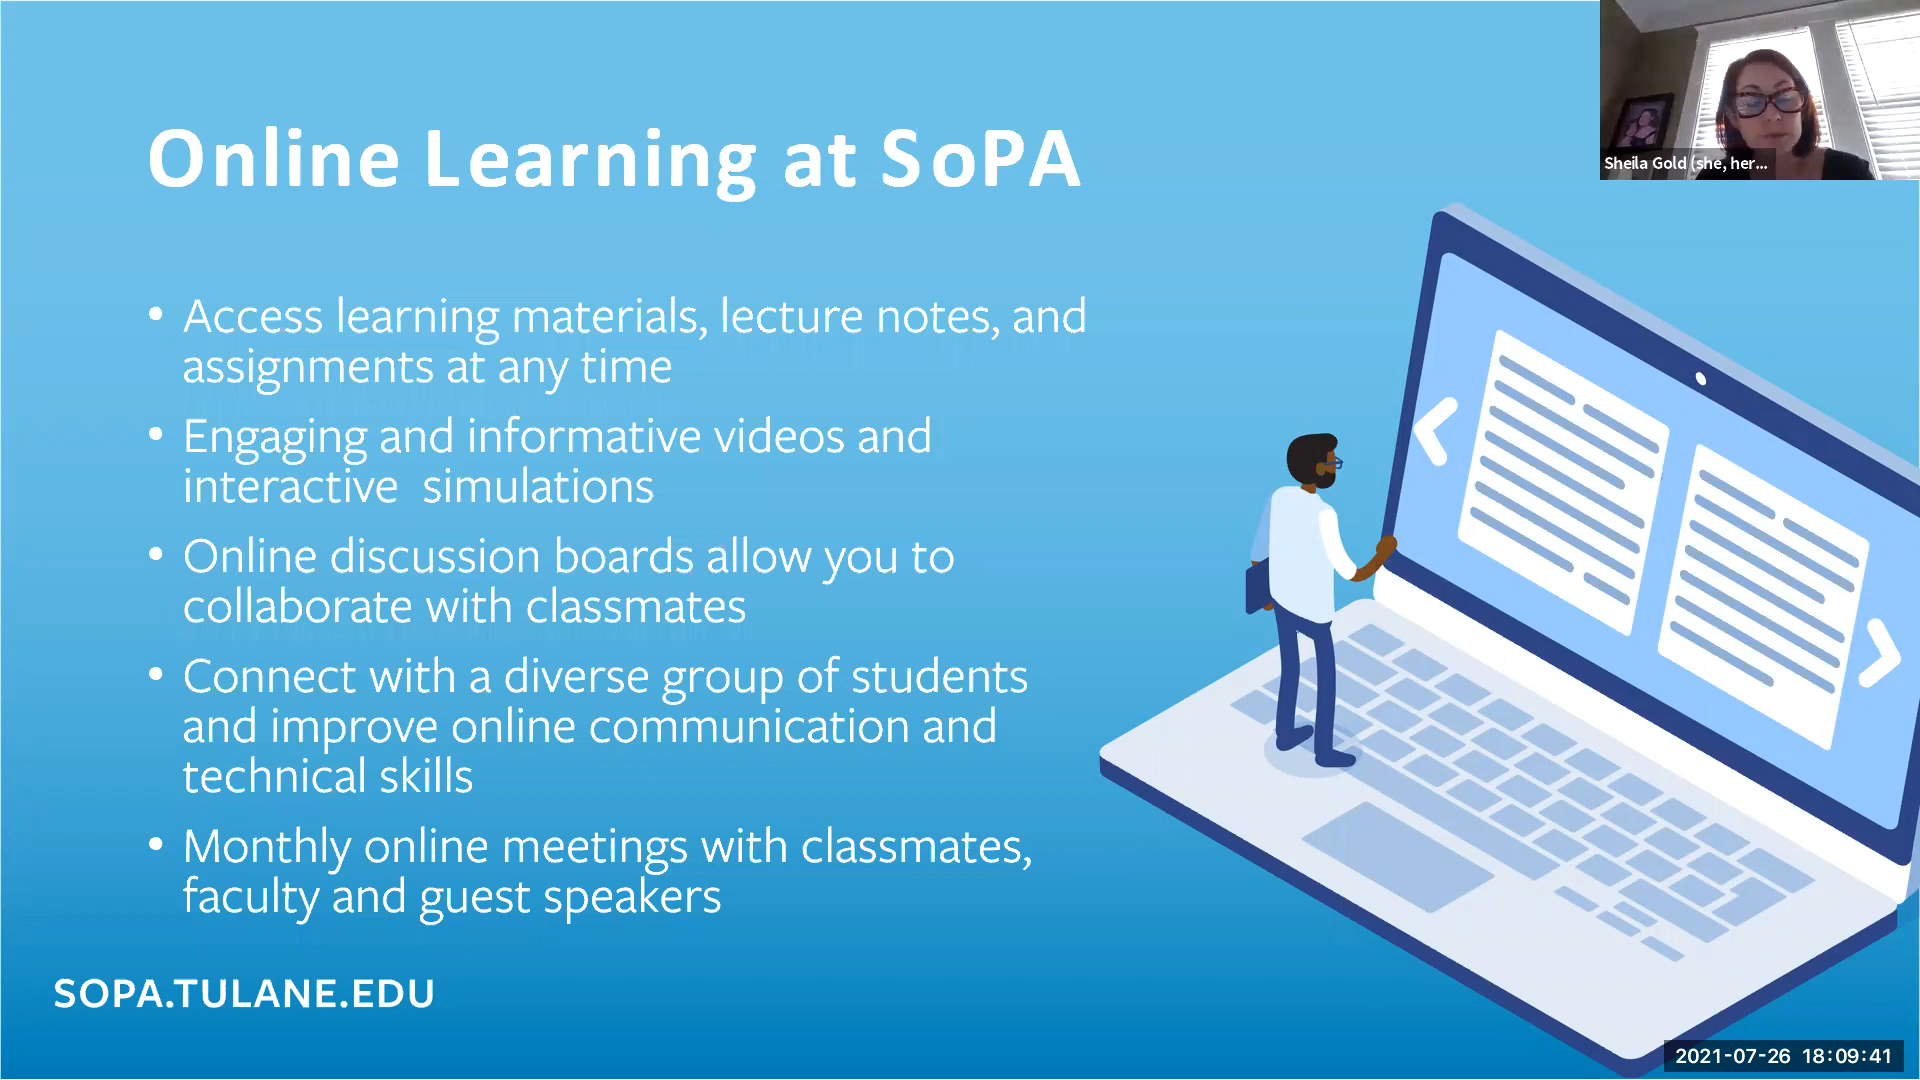 Online Learning at SoPA
Sheila Gold (she, her...
• Access learning materials, lecture notes, and
assignments at any time
• Engaging and informative videos and
interactive simulations
• Online discussion boards allow you to
collaborate with classmates
• Connect with a diverse group of students
and improve online communication and
technical skills
• Monthly online meetings with classmates,
faculty and guest speakers
SOPA.TULANE.EDU
2021-07-26 18:09:41